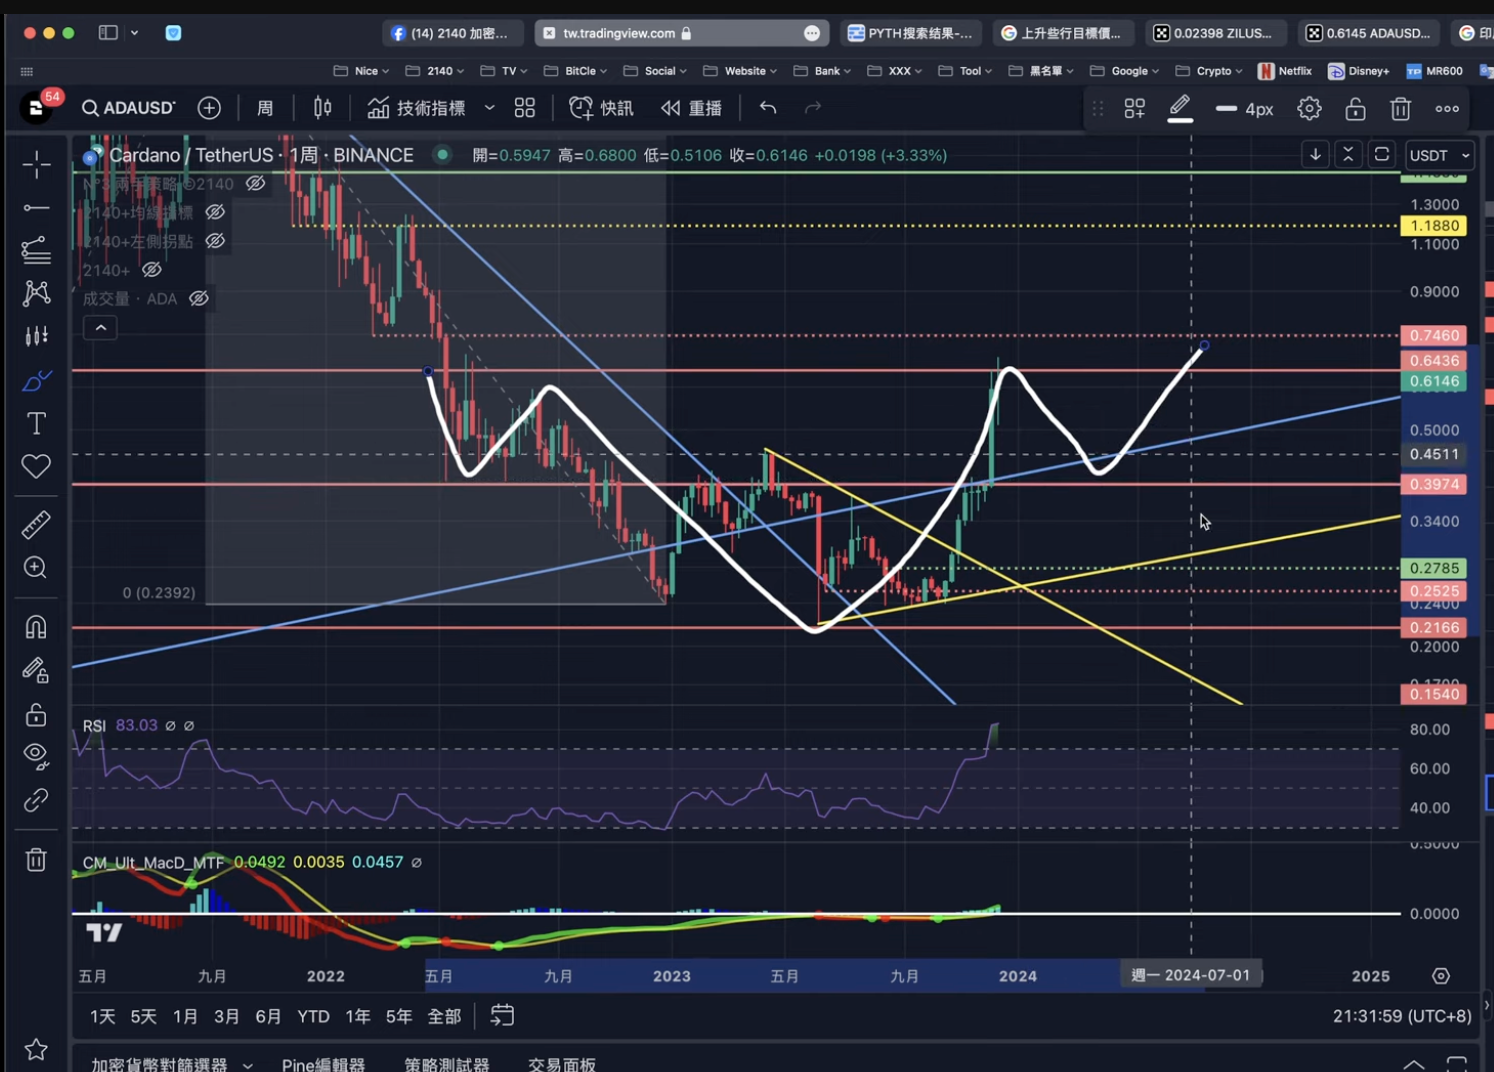 (14) 2140 加密...
tw.tradingview.com
PYTH搜索结果-...
上升些行目標價...
0.02398 ZILUS...
0.6145 ADAUSD...
Nice
2140
TV
BitCle
Social
Website
Bank
XXX
Tool
黑名單
Google
Crypto
Netflix
Disney+
TP MR600
54
ADAUSD
周
技術指標
快訊
重播
4px
Cardano / TetherUS · 1周 · BINANCE
開=0.5947 高=0.6800 低=0.5106 收=0.6146 +0.0198 (+3.33%)
USDT
2140+均線指標
2140+左側拐點
2140+
成交量 · ADA
1.3000
1.1880
1.1000
0.9000
0.7460
0.6436
0.6146
0.5000
0.4511
0.3974
0.3400
0.2785
0.2525
0.2400
0.2166
0.2000
0.1540
0 (0.2392)
RSI 83.03 ∅ ∅
80.00
60.00
40.00
CM_Ult_MacD_MTF 0.0492 0.0035 0.0457 ∅
0.5000
0.0000
五月
九月
2022
五月
九月
2023
五月
九月
2024
週一 2024-07-01
2025
1天 5天 1月 3月 6月 YTD 1年 5年 全部
21:31:59 (UTC+8)
加密貨幣對篩選器
Pine編輯器
策略測試器
交易面板